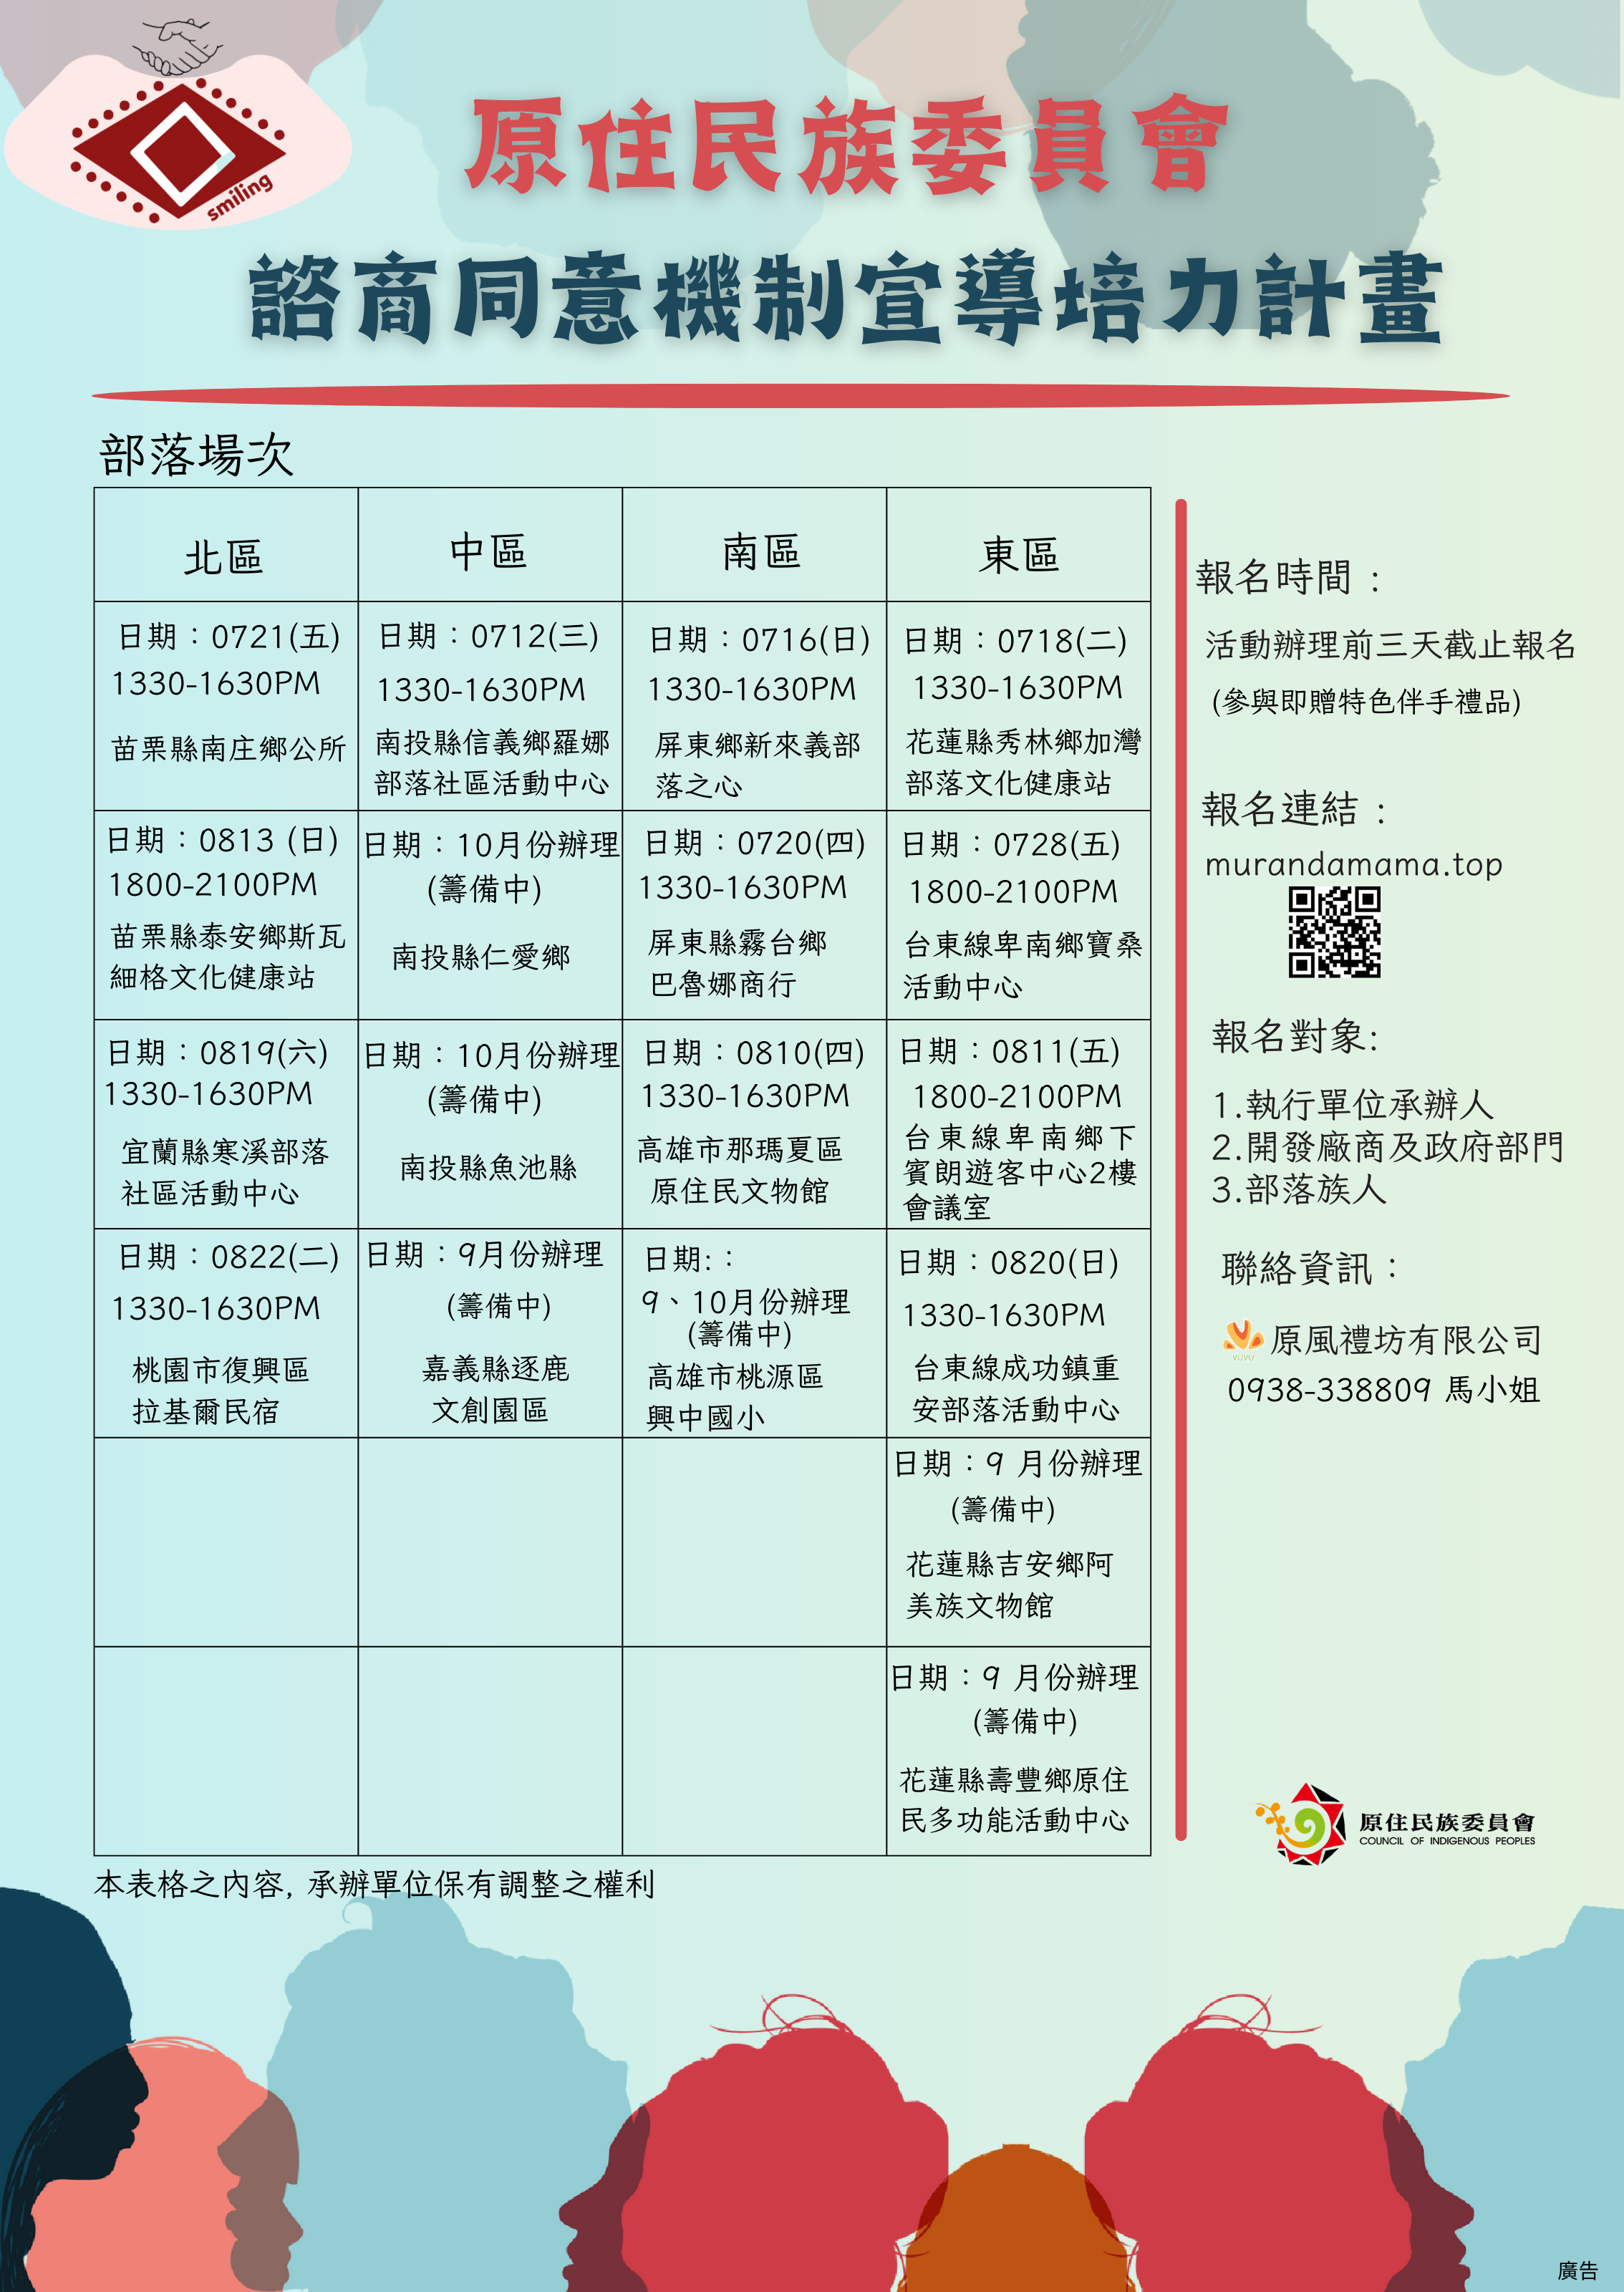 smiling
原住民族委員會
諮商同意機制宣導培力計畫
部落場次
北區
中區
南區
東區
日期：0721(五)
1330-1630PM
苗栗縣南庄鄉公所
日期：0712(三)
1330-1630PM
南投縣信義鄉羅娜
部落社區活動中心
日期：0716(日)
1330-1630PM
屏東鄉新來義部
落之心
日期：0718(二)
1330-1630PM
花蓮縣秀林鄉加灣
部落文化健康站
日期：0813 (日)
1800-2100PM
苗栗縣泰安鄉斯瓦
細格文化健康站
日期：10月份辦理
(籌備中)
南投縣仁愛鄉
日期：0720(四)
1330-1630PM
屏東縣霧台鄉
巴魯娜商行
日期：0728(五)
1800-2100PM
台東線卑南鄉寶桑
活動中心
日期：0819(六)
1330-1630PM
宜蘭縣寒溪部落
社區活動中心
日期：10月份辦理
(籌備中)
南投縣魚池縣
日期：0810(四)
1330-1630PM
高雄市那瑪夏區
原住民文物館
日期：0811(五)
1800-2100PM
台東線卑南鄉下
賓朗遊客中心2樓
會議室
日期：0822(二)
1330-1630PM
桃園市復興區
拉基爾民宿
日期：9月份辦理
(籌備中)
嘉義縣逐鹿
文創園區
日期:：
9、10月份辦理
(籌備中)
高雄市桃源區
興中國小
日期：0820(日)
1330-1630PM
台東線成功鎮重
安部落活動中心
日期：9 月份辦理
(籌備中)
花蓮縣吉安鄉阿
美族文物館
日期：9 月份辦理
(籌備中)
花蓮縣壽豐鄉原住
民多功能活動中心
本表格之內容, 承辦單位保有調整之權利
報名時間：
活動辦理前三天截止報名
(參與即贈特色伴手禮品)
報名連結：
murandamama.top
報名對象:
1.執行單位承辦人
2.開發廠商及政府部門
3.部落族人
聯絡資訊：
VUVU
原風禮坊有限公司
0938-338809 馬小姐
原住民族委員會
COUNCIL OF INDIGENOUS PEOPLES
廣告